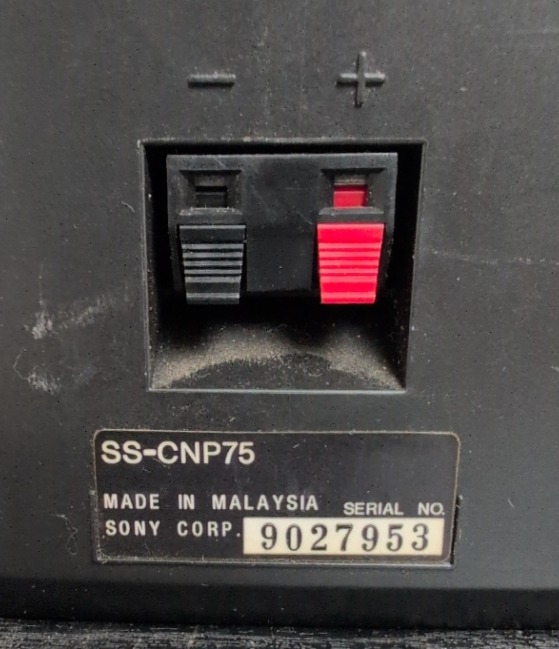 − +
SS-CNP75
MADE IN MALAYSIA SERIAL NO.
SONY CORP. 9027953